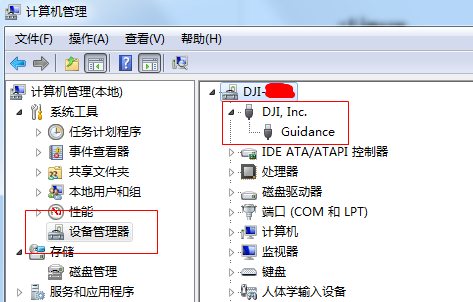 计算机管理
文件(F) 操作(A) 查看(V) 帮助(H)
计算机管理(本地)
系统工具
任务计划程序
事件查看器
共享文件夹
本地用户和组
性能
设备管理器
存储
磁盘管理
服务和应用程序
DJI-
DJI, Inc.
Guidance
IDE ATA/ATAPI 控制器
处理器
磁盘驱动器
端口 (COM 和 LPT)
计算机
监视器
键盘
人体学输入设备